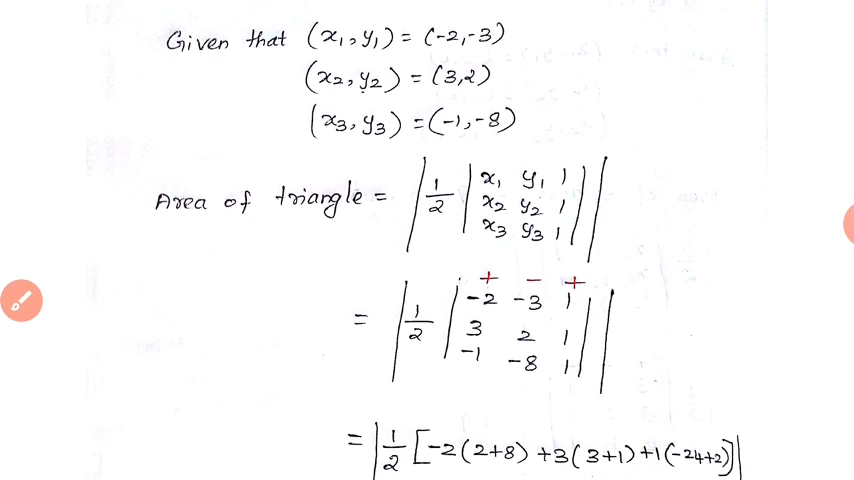 Given that (x₁, y₁) = (-2, -3)
(x₂, y₂) = (3, 2)
(x₃, y₃) = (-1, -8)
Area of triangle = | 1/2 | x₁ y₁ 1 | |
x₂ y₂ 1
x₃ y₃ 1
+ − +
= | 1/2 | -2 -3 1 | |
3 2 1
-1 -8 1
= | 1/2 [-2(2+8) +3(3+1) +1(-24+2)] |